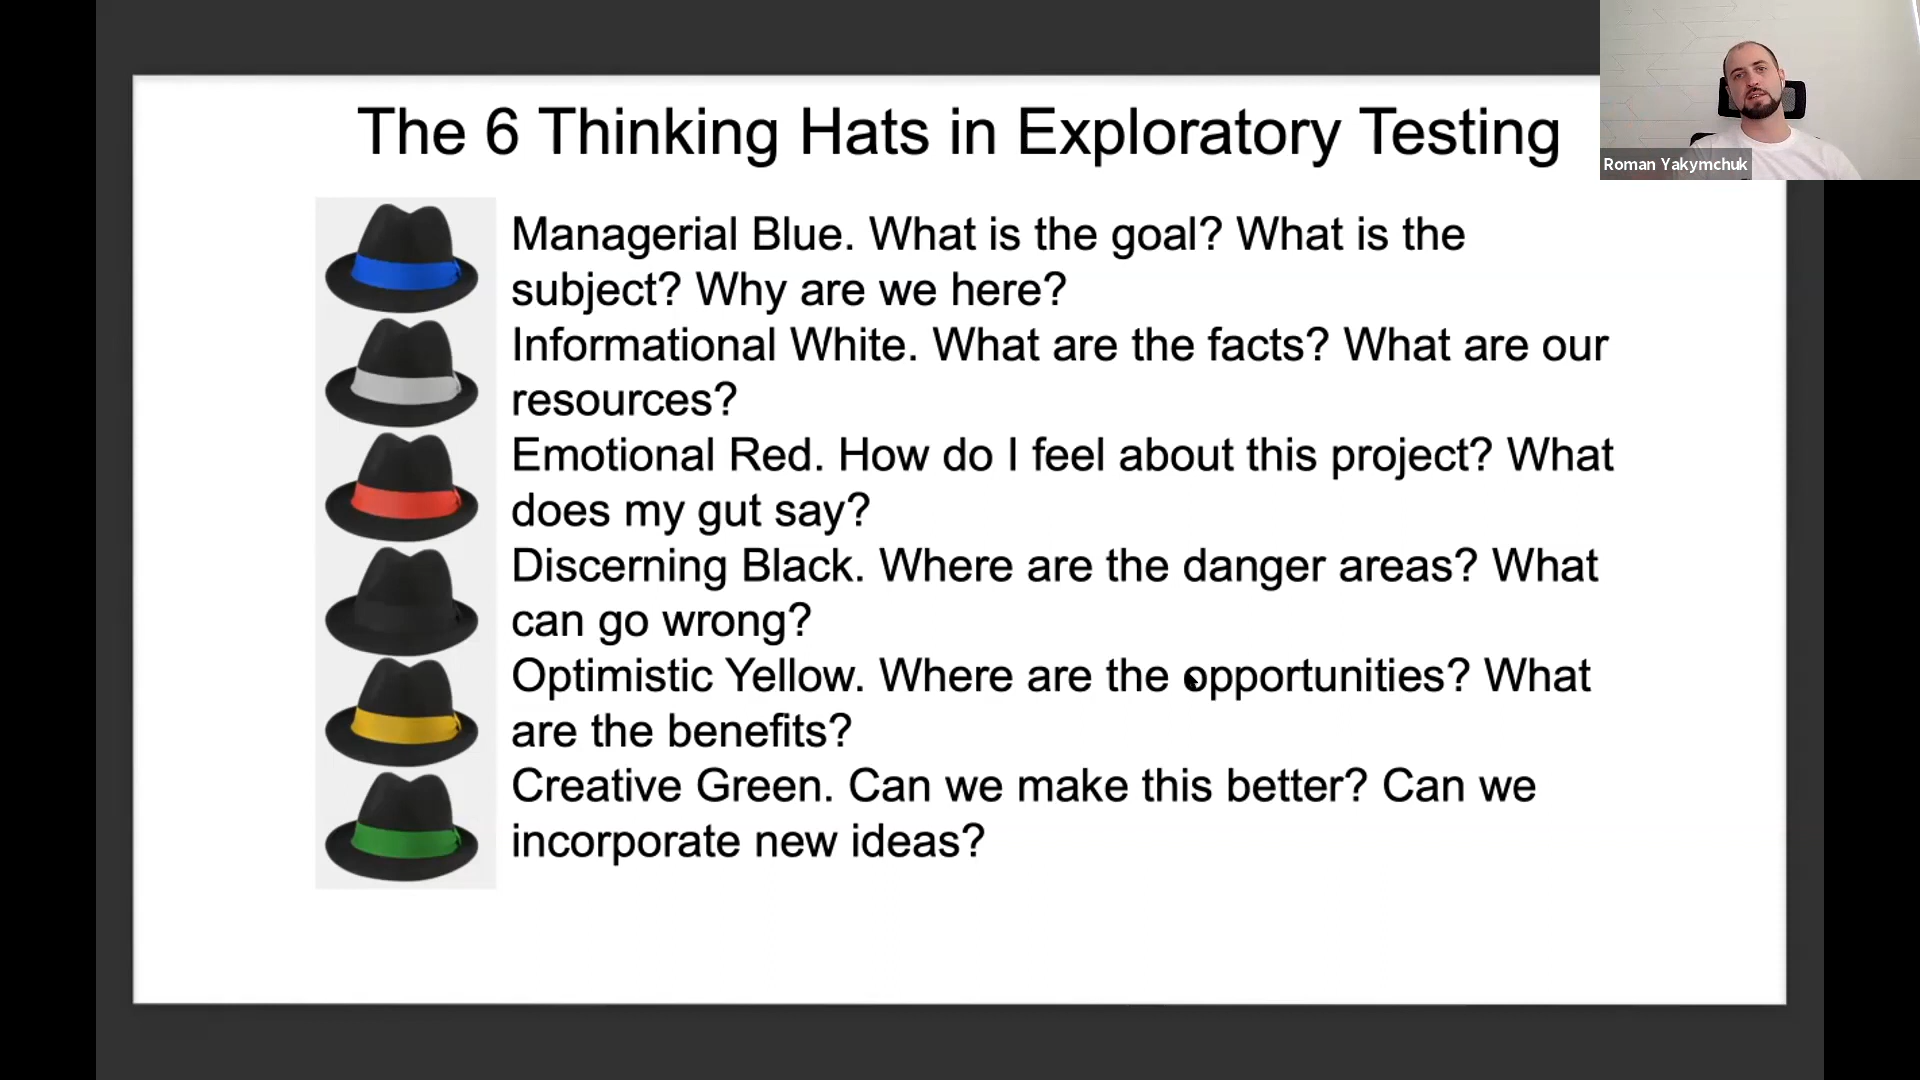 The 6 Thinking Hats in Exploratory Testing
Roman Yakymchuk
Managerial Blue. What is the goal? What is the
subject? Why are we here?
Informational White. What are the facts? What are our
resources?
Emotional Red. How do I feel about this project? What
does my gut say?
Discerning Black. Where are the danger areas? What
can go wrong?
Optimistic Yellow. Where are the opportunities? What
are the benefits?
Creative Green. Can we make this better? Can we
incorporate new ideas?